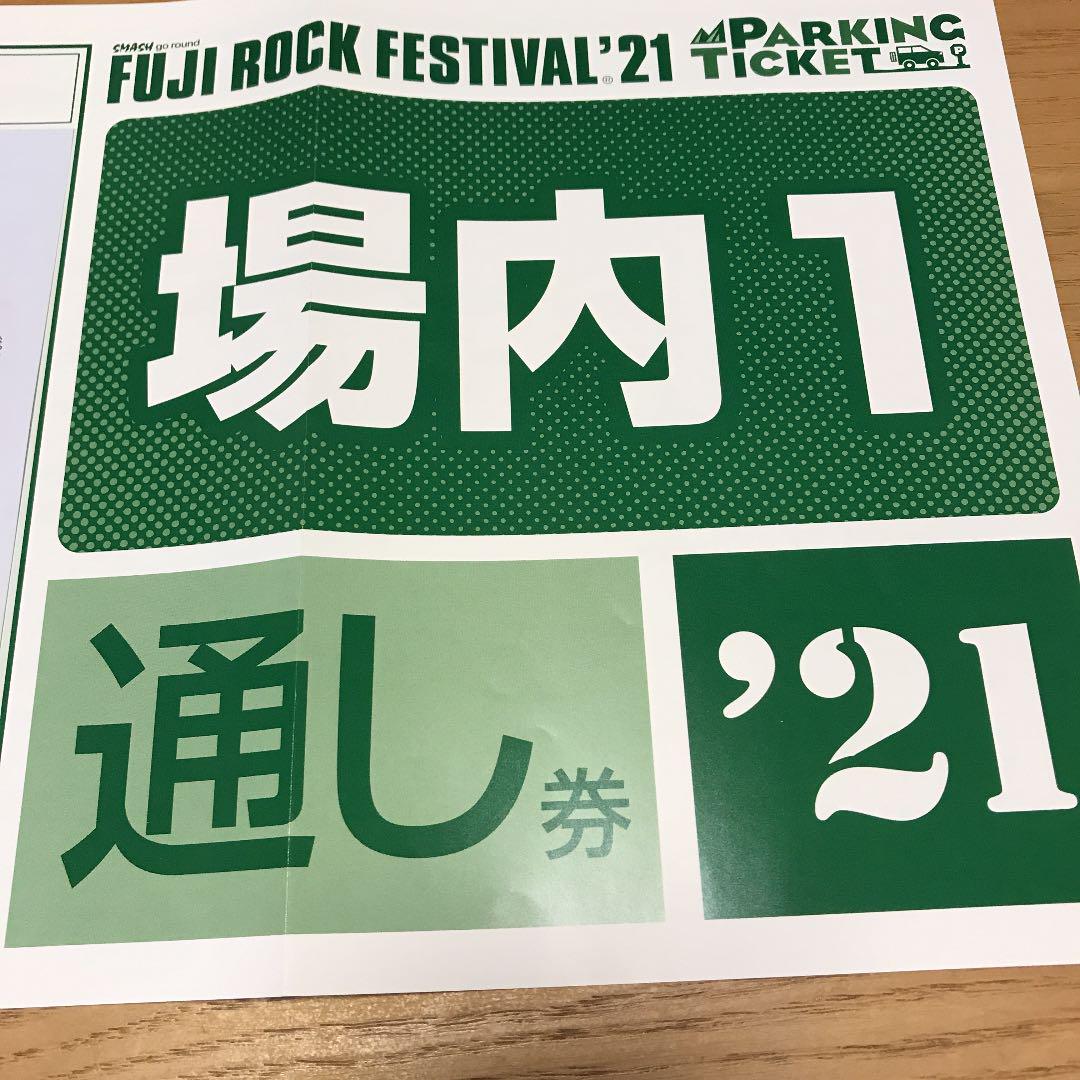 SMASH go round
FUJI ROCK FESTIVAL'21
PARKING
TICKET
P
場内1
通し券
'21